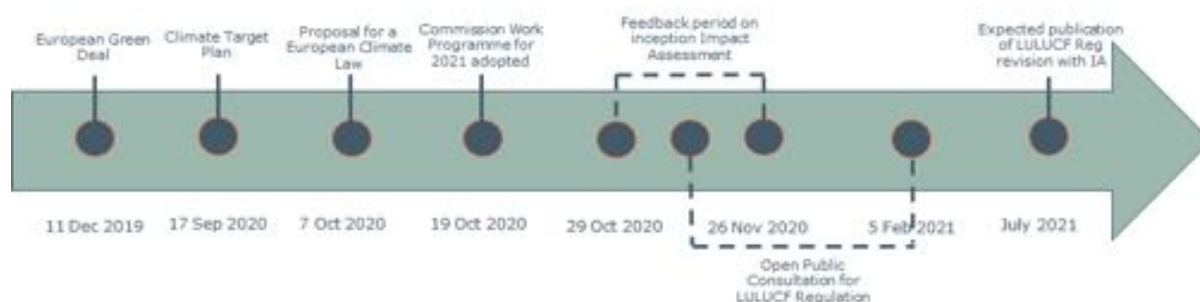 European Green
Deal
Climate Target
Plan
Proposal for a
European Climate
Law
Commission Work
Programme for
2021 adopted
Feedback period on
inception Impact
Assessment
Expected publication
of LULUCF Reg
revision with IA
11 Dec 2019
17 Sep 2020
7 Oct 2020
19 Oct 2020
29 Oct 2020
26 Nov 2020
5 Feb 2021
July 2021
Open Public
Consultation for
LULUCF Regulation